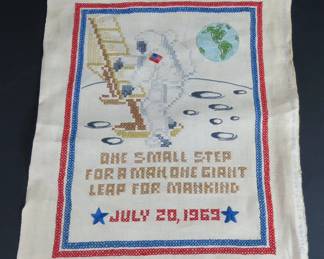 ONE SMALL STEP
FOR A MAN, ONE GIANT
LEAP FOR MANKIND
JULY 20, 1969